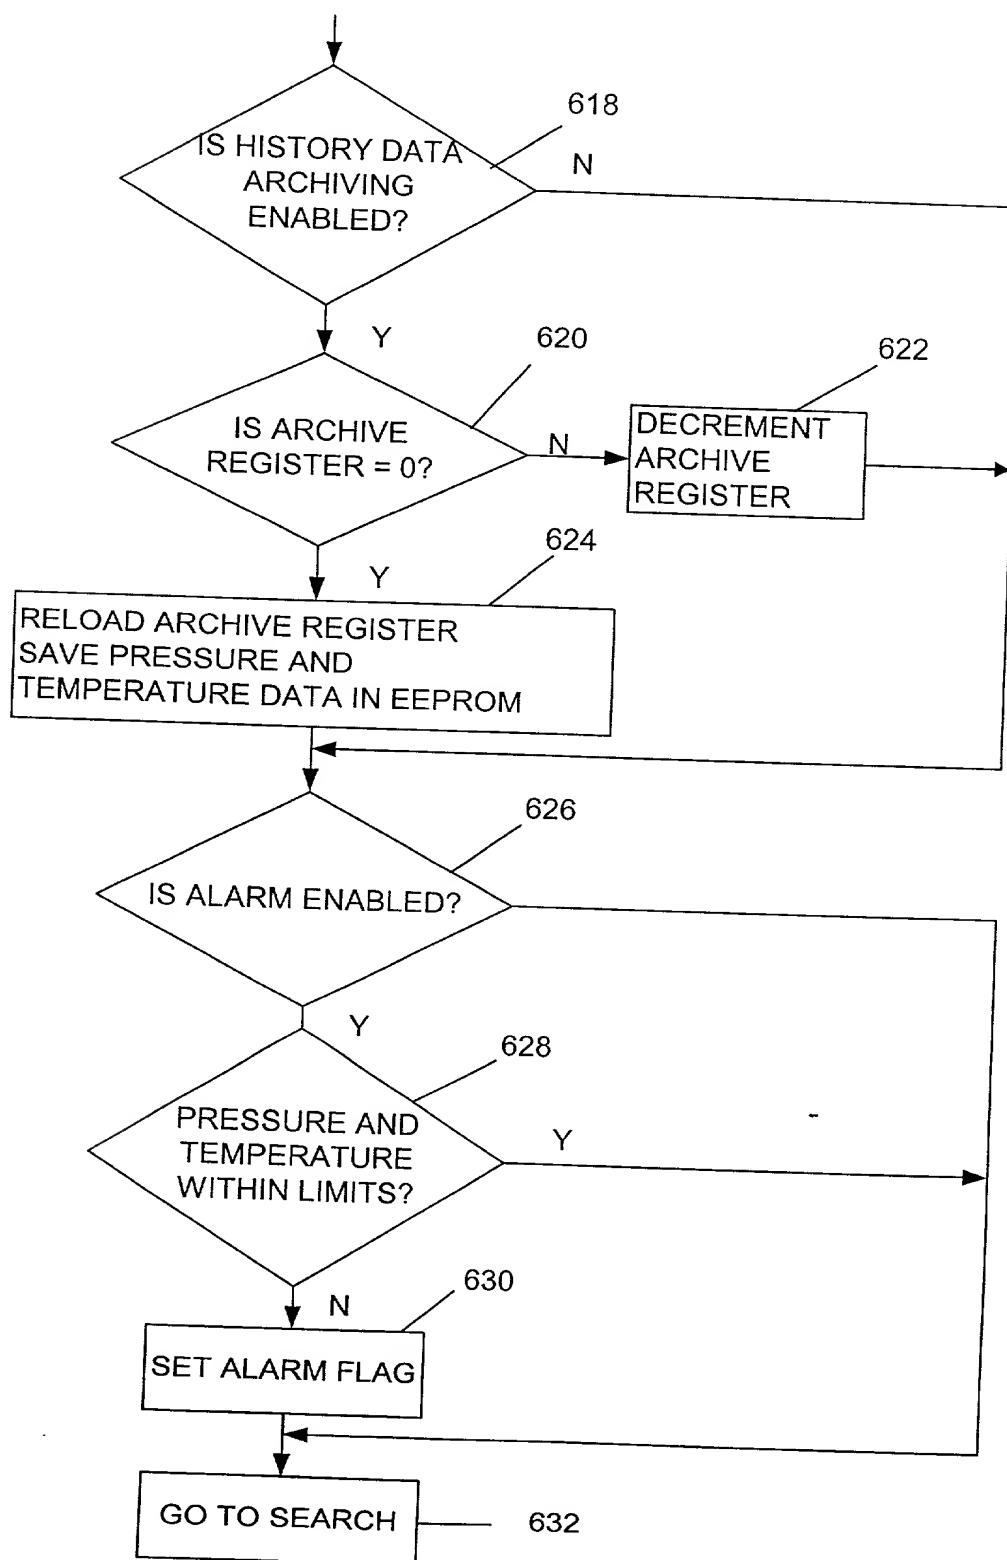 618
IS HISTORY DATA
ARCHIVING
ENABLED?
N
Y
620
622
IS ARCHIVE
REGISTER = 0?
N
DECREMENT
ARCHIVE
REGISTER
Y
624
RELOAD ARCHIVE REGISTER
SAVE PRESSURE AND
TEMPERATURE DATA IN EEPROM
626
IS ALARM ENABLED?
Y
628
PRESSURE AND
TEMPERATURE
WITHIN LIMITS?
Y
N
630
SET ALARM FLAG
GO TO SEARCH
632